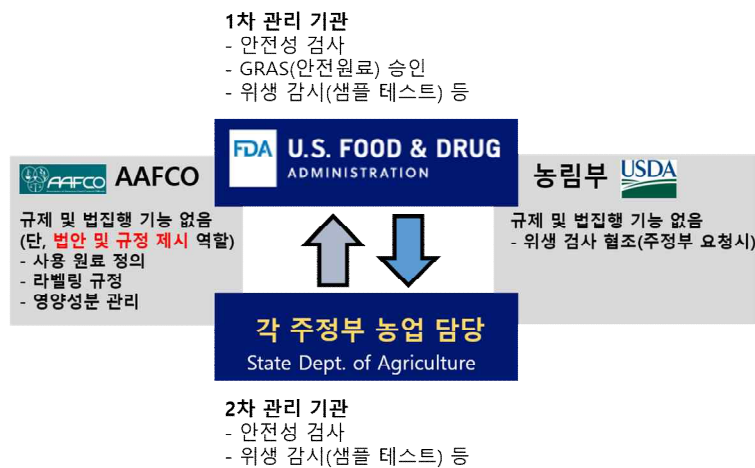 1차 관리 기관
- 안전성 검사
- GRAS(안전원료) 승인
- 위생 감시(샘플 테스트) 등
FDA U.S. FOOD & DRUG
ADMINISTRATION
AAFCO AAFCO
규제 및 법집행 기능 없음
(단, 법안 및 규정 제시 역할)
- 사용 원료 정의
- 라벨링 규정
- 영양성분 관리
농림부 USDA
규제 및 법집행 기능 없음
- 위생 검사 협조(주정부 요청시)
각 주정부 농업 담당
State Dept. of Agriculture
2차 관리 기관
- 안전성 검사
- 위생 감시(샘플 테스트) 등